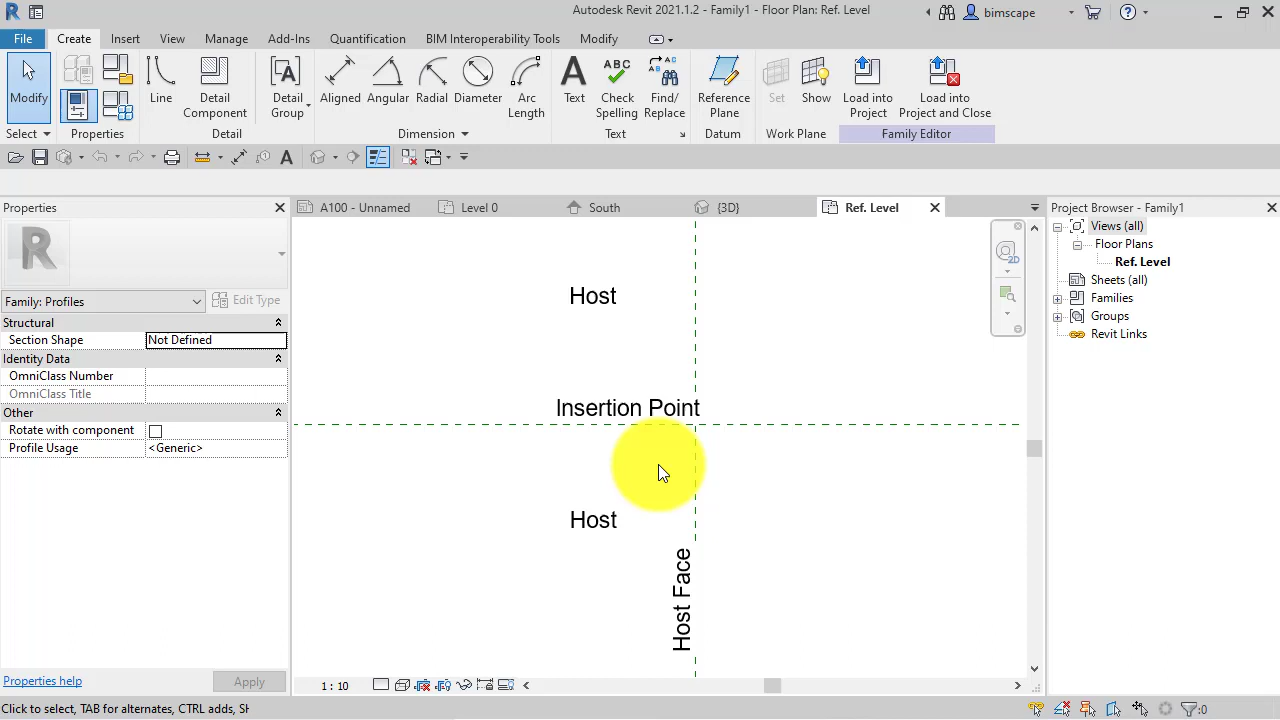 Autodesk Revit 2021.1.2 - Family1 - Floor Plan: Ref. Level
bimscape
File Create Insert View Manage Add-Ins Quantification BIM Interoperability Tools Modify
Modify
Line
Detail Component
Detail Group
Aligned
Angular
Radial
Diameter
Arc Length
Text
Check Spelling
Find/ Replace
Reference Plane
Set
Show
Load into Project
Load into Project and Close
Select Properties Detail Dimension Text Datum Work Plane Family Editor
Properties
A100 - Unnamed
Level 0
South
{3D}
Ref. Level
Project Browser - Family1
R
Family: Profiles
Edit Type
Structural
Section Shape Not Defined
Identity Data
OmniClass Number
OmniClass Title
Other
Rotate with component
Profile Usage <Generic>
Properties help
Apply
Host
Insertion Point
Host
Host Face
2D
Views (all)
Floor Plans
Ref. Level
Sheets (all)
Families
Groups
Revit Links
1 : 10
Click to select, TAB for alternates, CTRL adds, SH
:0